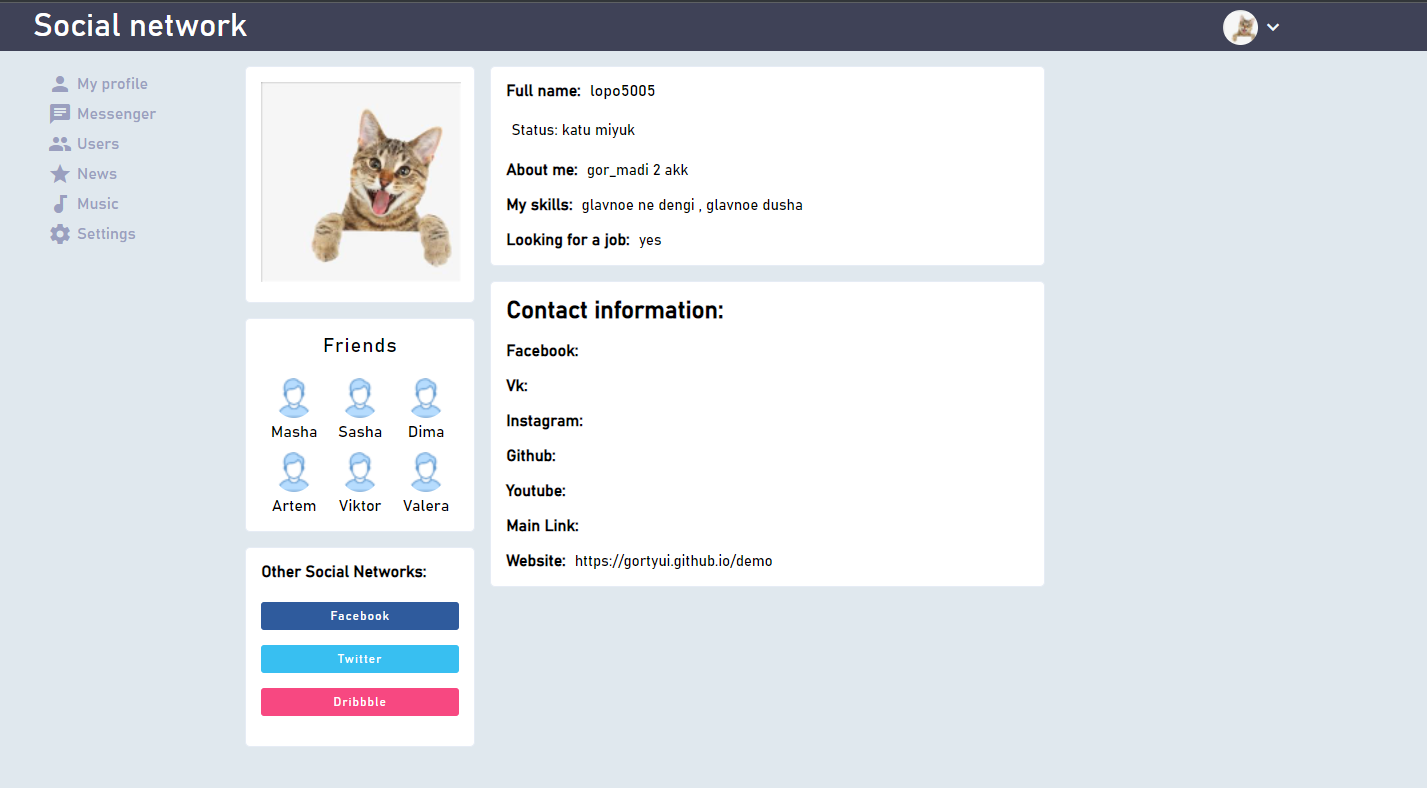 Social network
My profile
Messenger
Users
News
Music
Settings
Friends
Masha Sasha Dima
Artem Viktor Valera
Other Social Networks:
Facebook
Twitter
Dribbble
Full name: lopo5005
Status: katu miyuk
About me: gor_madi 2 akk
My skills: glavnoe ne dengi , glavnoe dusha
Looking for a job: yes
Contact information:
Facebook:
Vk:
Instagram:
Github:
Youtube:
Main Link:
Website: https://gortyui.github.io/demo